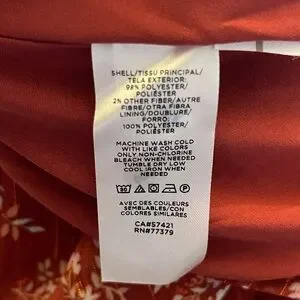 SHELL/TISSU PRINCIPAL/
TELA EXTERIOR:
98% POLYESTER/
POLIÉSTER
2% OTHER FIBER/AUTRE
FIBRE/OTRA FIBRA
LINING/DOUBLURE/
FORRO:
100% POLYESTER/
POLIÉSTER
MACHINE WASH COLD
WITH LIKE COLORS
ONLY NON-CHLORINE
BLEACH WHEN NEEDED
TUMBLE DRY LOW
COOL IRON WHEN
NEEDED
AVEC DES COULEURS
SEMBLABLES / CON
COLORES SIMILARES
CA#57421
RN#77379